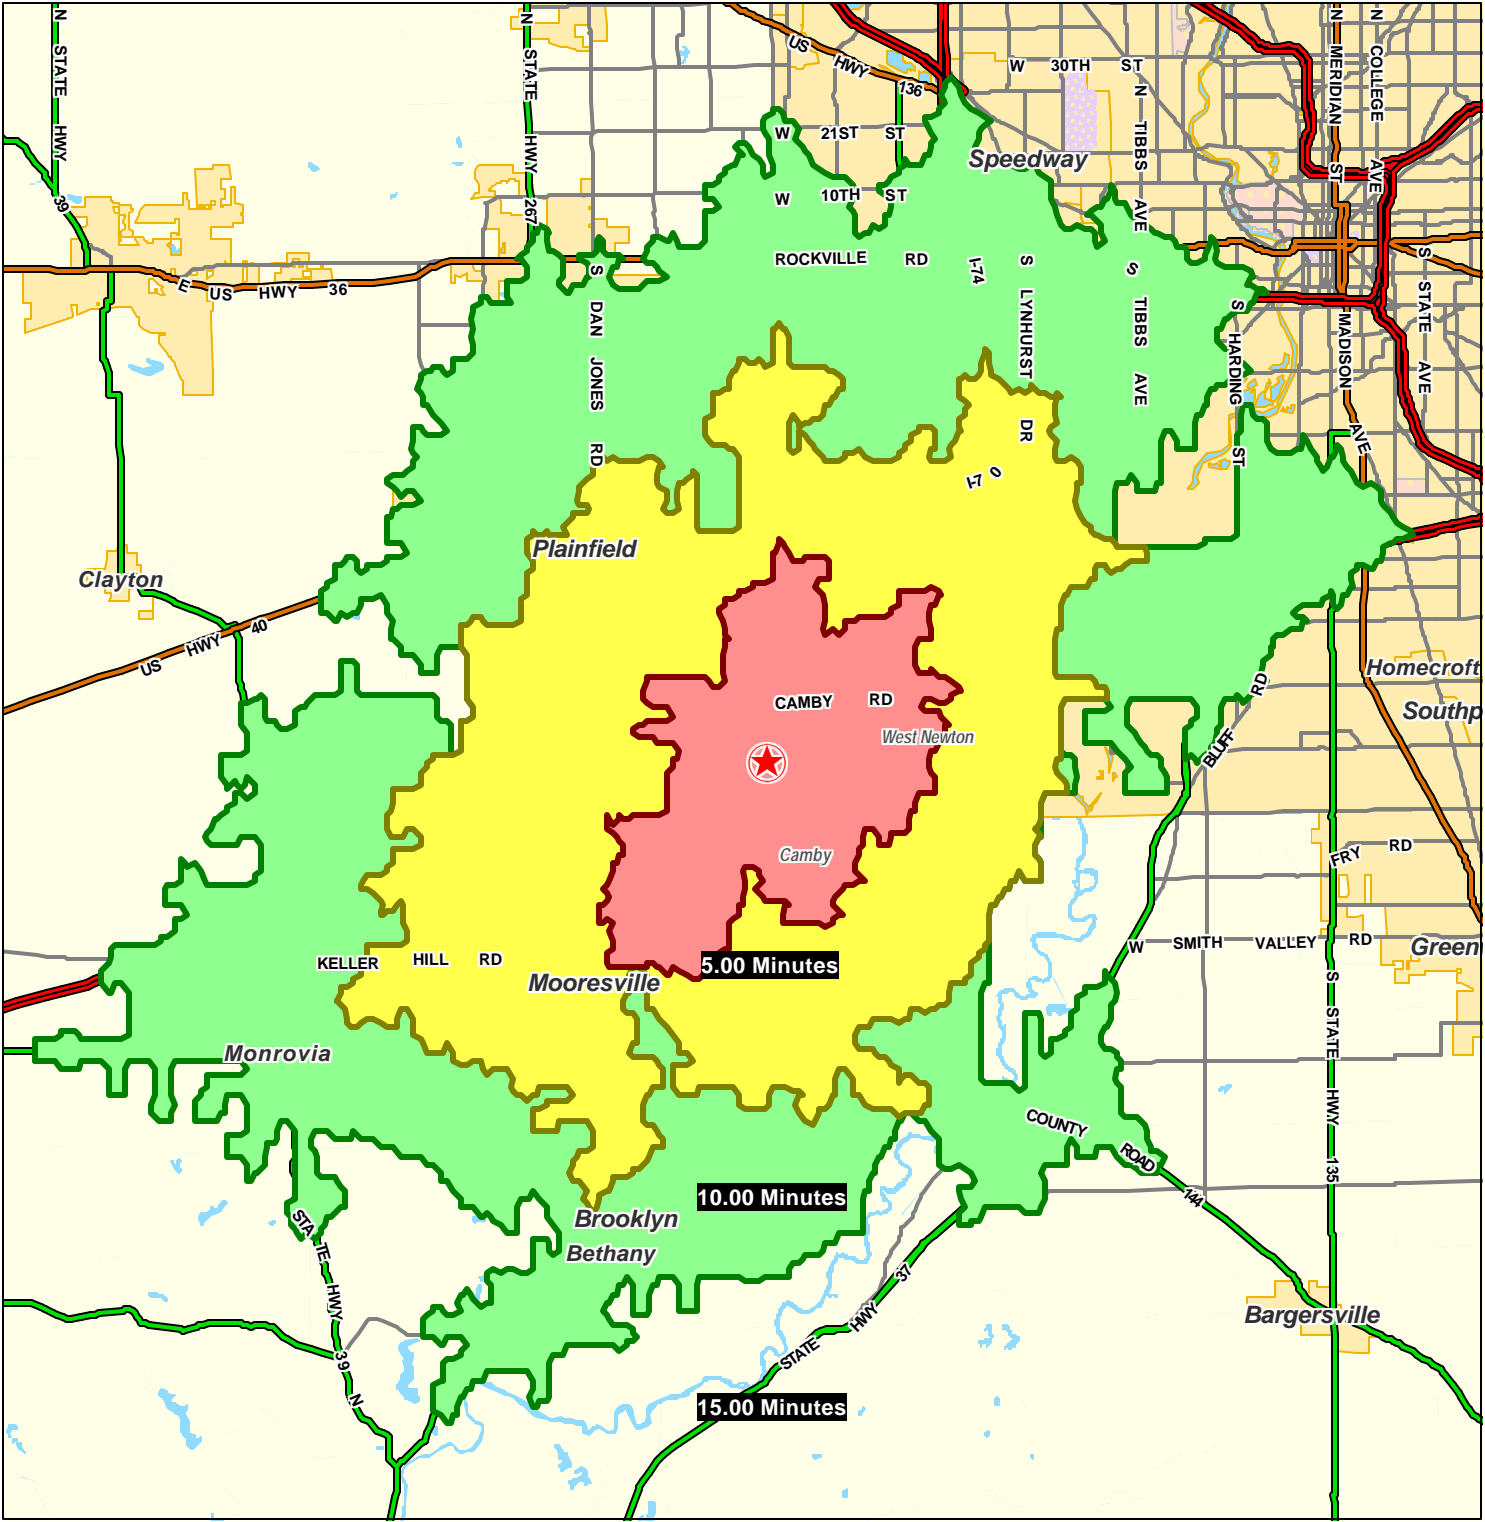 N STATE HWY 39
N STATE HWY 267
US HWY 136
W 30TH ST
N TIBBS AVE
N MERIDIAN ST
N COLLEGE AVE
W 21ST ST
Speedway
W 10TH ST
E US HWY 36
ROCKVILLE RD
I-74
S LYNHURST DR
S TIBBS AVE
S HARDING ST
MADISON AVE
S STATE AVE
S DAN JONES RD
I-70
Plainfield
Clayton
US HWY 40
Homecroft
Southp
CAMBY RD
West Newton
BLUFF RD
Camby
FRY RD
W SMITH VALLEY RD
Green
KELLER HILL RD
5.00 Minutes
Mooresville
S STATE HWY 135
Monrovia
COUNTY ROAD 144
10.00 Minutes
Brooklyn
Bethany
STATE HWY 39 N
STATE HWY 37
Bargersville
15.00 Minutes